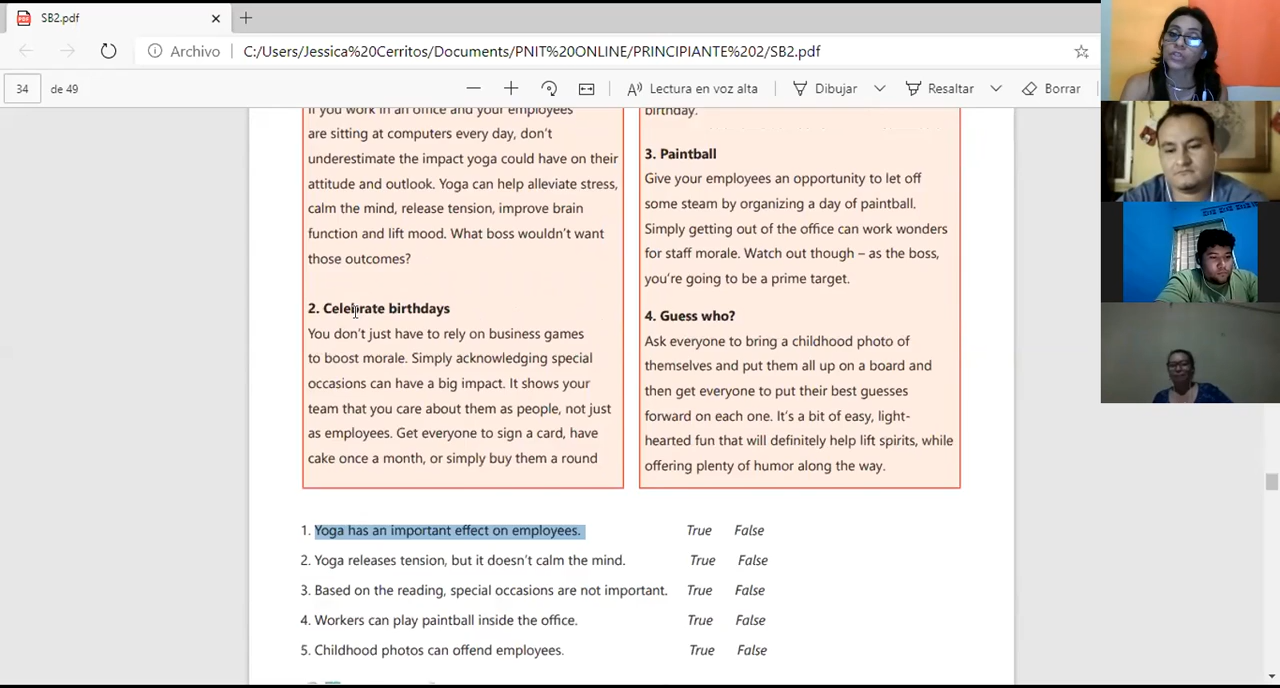 SB2.pdf
Archivo C:/Users/Jessica%20Cerritos/Documents/PNIT%20ONLINE/PRINCIPIANTE%202/SB2.pdf
34 de 49 Lectura en voz alta Dibujar Resaltar Borrar
If you work in an office and your employees
are sitting at computers every day, don't
underestimate the impact yoga could have on their
attitude and outlook. Yoga can help alleviate stress,
calm the mind, release tension, improve brain
function and lift mood. What boss wouldn't want
those outcomes?
2. Celebrate birthdays
You don't just have to rely on business games
to boost morale. Simply acknowledging special
occasions can have a big impact. It shows your
team that you care about them as people, not just
as employees. Get everyone to sign a card, have
cake once a month, or simply buy them a round
birthday.
3. Paintball
Give your employees an opportunity to let off
some steam by organizing a day of paintball.
Simply getting out of the office can work wonders
for staff morale. Watch out though – as the boss,
you're going to be a prime target.
4. Guess who?
Ask everyone to bring a childhood photo of
themselves and put them all up on a board and
then get everyone to put their best guesses
forward on each one. It's a bit of easy, light-
hearted fun that will definitely help lift spirits, while
offering plenty of humor along the way.
1. Yoga has an important effect on employees. True False
2. Yoga releases tension, but it doesn't calm the mind. True False
3. Based on the reading, special occasions are not important. True False
4. Workers can play paintball inside the office. True False
5. Childhood photos can offend employees. True False